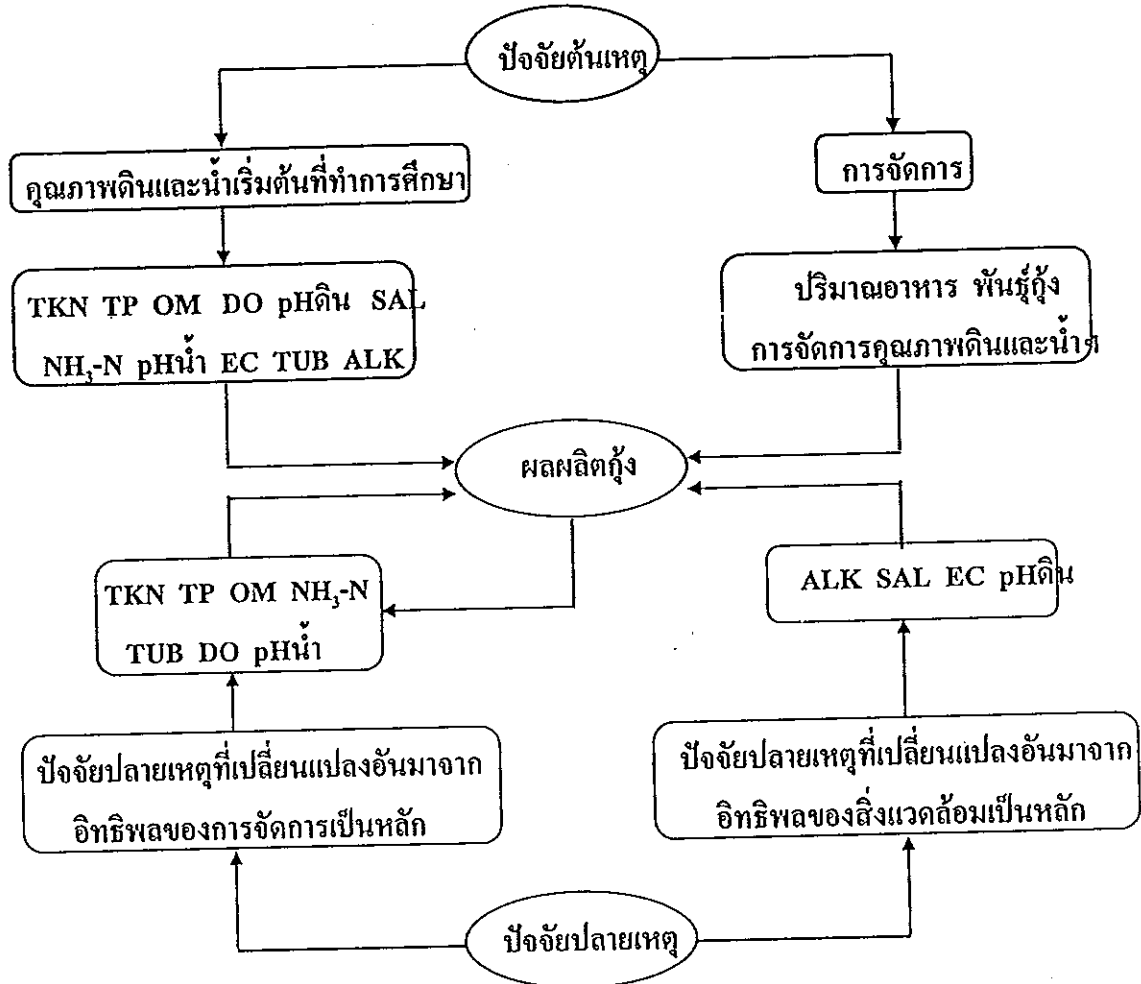 ปัจจัยต้นเหตุ
คุณภาพดินและน้ำเริ่มต้นที่ทำการศึกษา
การจัดการ
TKN TP OM DO pHดิน SAL
NH₃-N pHน้ำ EC TUB ALK
ปริมาณอาหาร พันธุ์กุ้ง
การจัดการคุณภาพดินและน้ำฯ
ผลผลิตกุ้ง
TKN TP OM NH₃-N
TUB DO pHน้ำ
ALK SAL EC pHดิน
ปัจจัยปลายเหตุที่เปลี่ยนแปลงอันมาจาก
อิทธิพลของการจัดการเป็นหลัก
ปัจจัยปลายเหตุที่เปลี่ยนแปลงอันมาจาก
อิทธิพลของสิ่งแวดล้อมเป็นหลัก
ปัจจัยปลายเหตุ